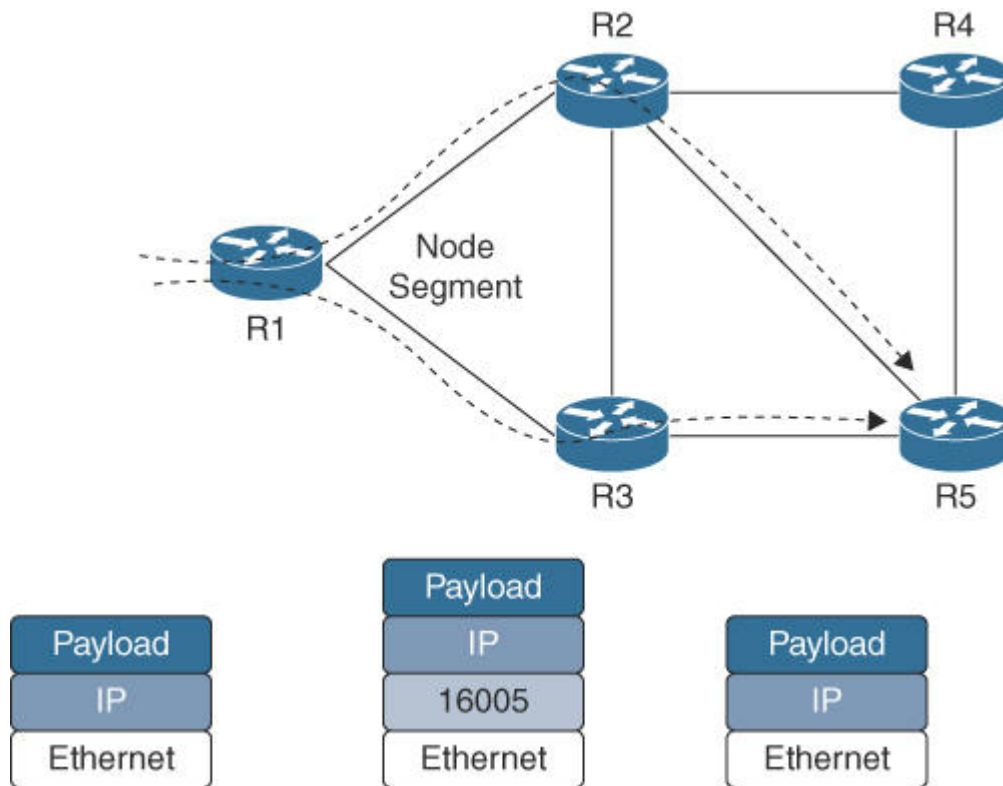 R2
R4
Node
Segment
R1
R3
R5
Payload
IP
Ethernet
Payload
IP
16005
Ethernet
Payload
IP
Ethernet